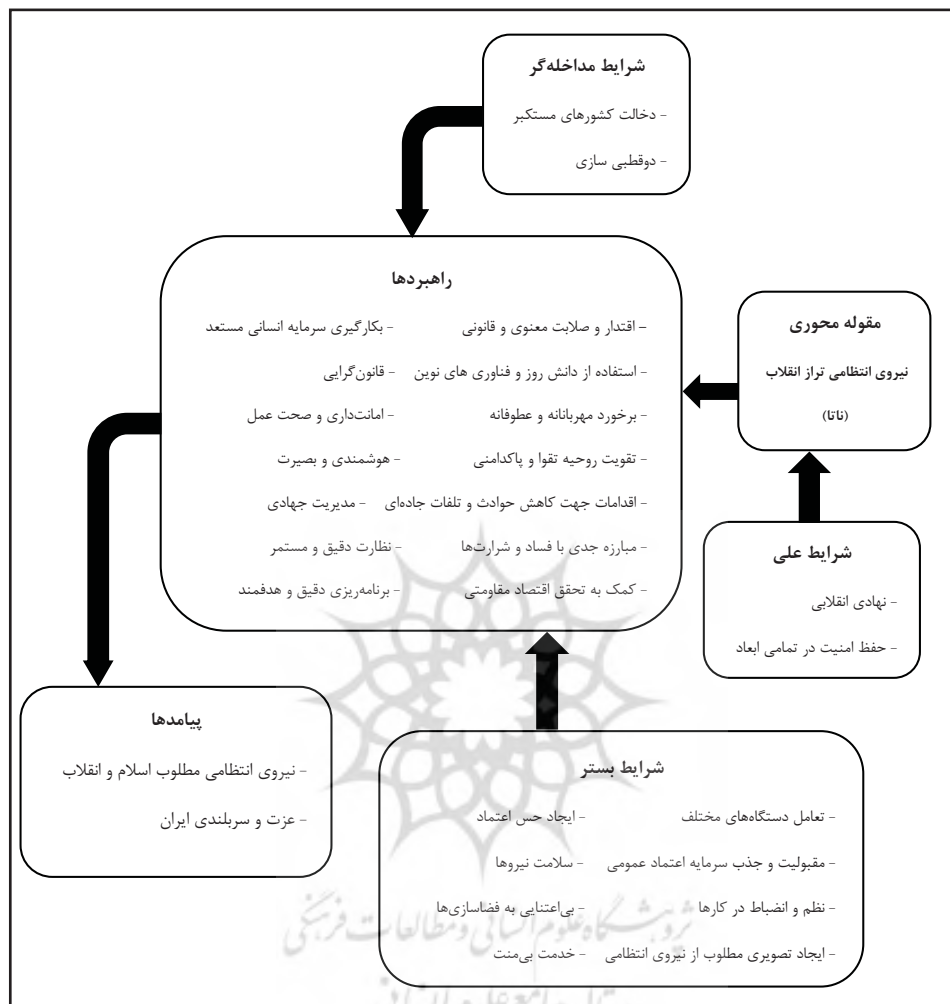 شرایط مداخله‌گر
- دخالت کشورهای مستکبر
- دوقطبی سازی
راهبردها
- اقتدار و صلابت معنوی و قانونی - بکارگیری سرمایه انسانی مستعد
- استفاده از دانش روز و فناوری های نوین - قانون‌گرایی
- برخورد مهربانانه و عطوفانه - امانت‌داری و صحت عمل
- تقویت روحیه تقوا و پاکدامنی - هوشمندی و بصیرت
- اقدامات جهت کاهش حوادث و تلفات جاده‌ای - مدیریت جهادی
- مبارزه جدی با فساد و شرارت‌ها - نظارت دقیق و مستمر
- کمک به تحقق اقتصاد مقاومتی - برنامه‌ریزی دقیق و هدفمند
مقوله محوری
نیروی انتظامی تراز انقلاب
(ناتا)
شرایط علی
- نهادی انقلابی
- حفظ امنیت در تمامی ابعاد
پیامدها
- نیروی انتظامی مطلوب اسلام و انقلاب
- عزت و سربلندی ایران
شرایط بستر
- تعامل دستگاه‌های مختلف - ایجاد حس اعتماد
- مقبولیت و جذب سرمایه اعتماد عمومی - سلامت نیروها
- نظم و انضباط در کارها - بی‌اعتنایی به فضاسازی‌ها
- ایجاد تصویری مطلوب از نیروی انتظامی - خدمت بی‌منت
پژوهشگاه علوم انسانی و مطالعات فرهنگی